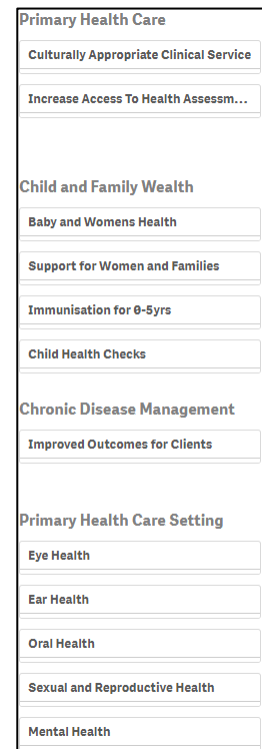 Primary Health Care
Culturally Appropriate Clinical Service
Increase Access To Health Assessm...
Child and Family Wealth
Baby and Womens Health
Support for Women and Families
Immunisation for 0-5yrs
Child Health Checks
Chronic Disease Management
Improved Outcomes for Clients
Primary Health Care Setting
Eye Health
Ear Health
Oral Health
Sexual and Reproductive Health
Mental Health